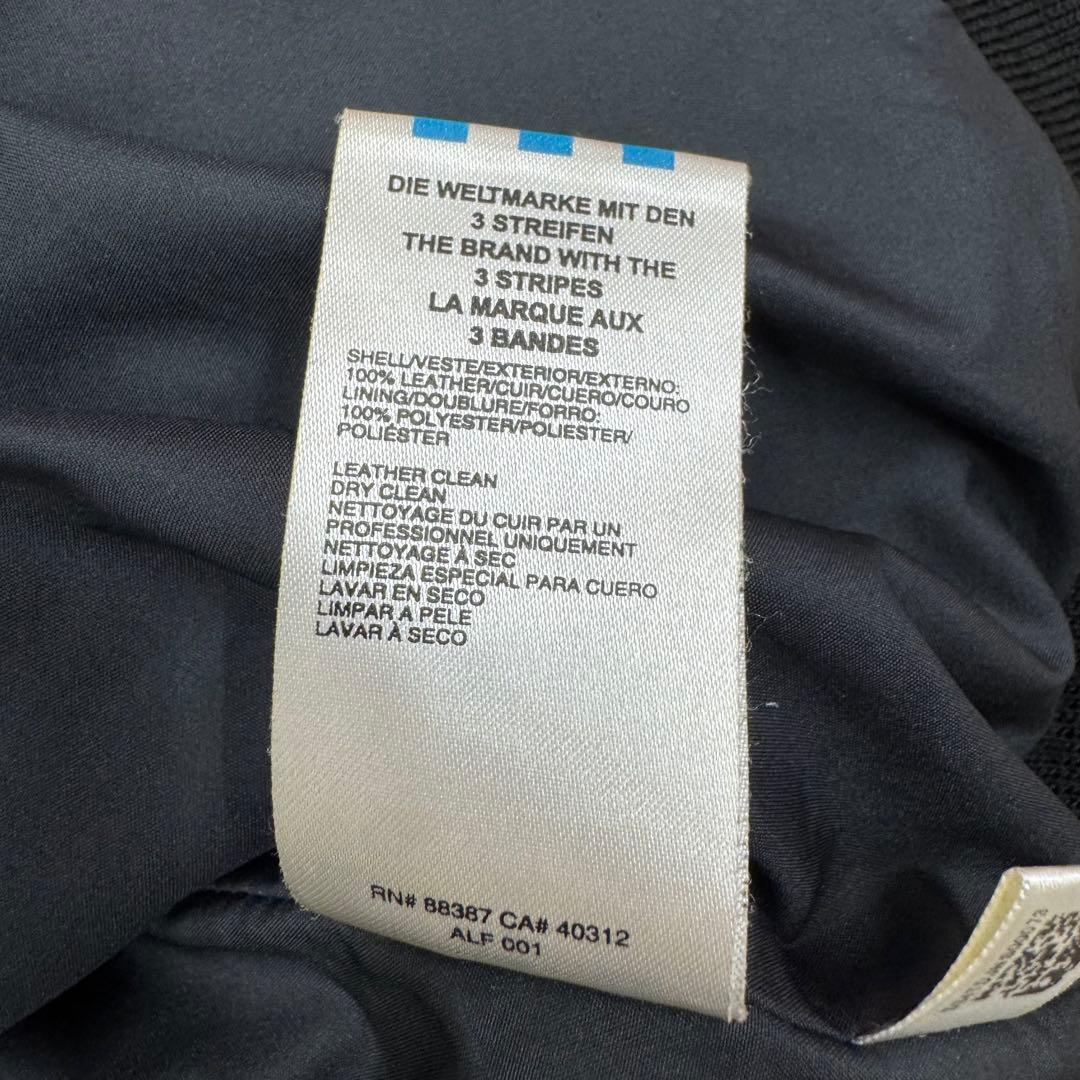 DIE WELTMARKE MIT DEN
3 STREIFEN
THE BRAND WITH THE
3 STRIPES
LA MARQUE AUX
3 BANDES
SHELL/VESTE/EXTERIOR/EXTERNO:
100% LEATHER/CUIR/CUERO/COURO
LINING/DOUBLURE/FORRO:
100% POLYESTER/POLIESTER/
POLIÉSTER
LEATHER CLEAN
DRY CLEAN
NETTOYAGE DU CUIR PAR UN
PROFESSIONNEL UNIQUEMENT
NETTOYAGE À SEC
LIMPIEZA ESPECIAL PARA CUERO
LAVAR EN SECO
LIMPAR A PELE
LAVAR À SECO
RN# 88387 CA# 40312
ALF 001